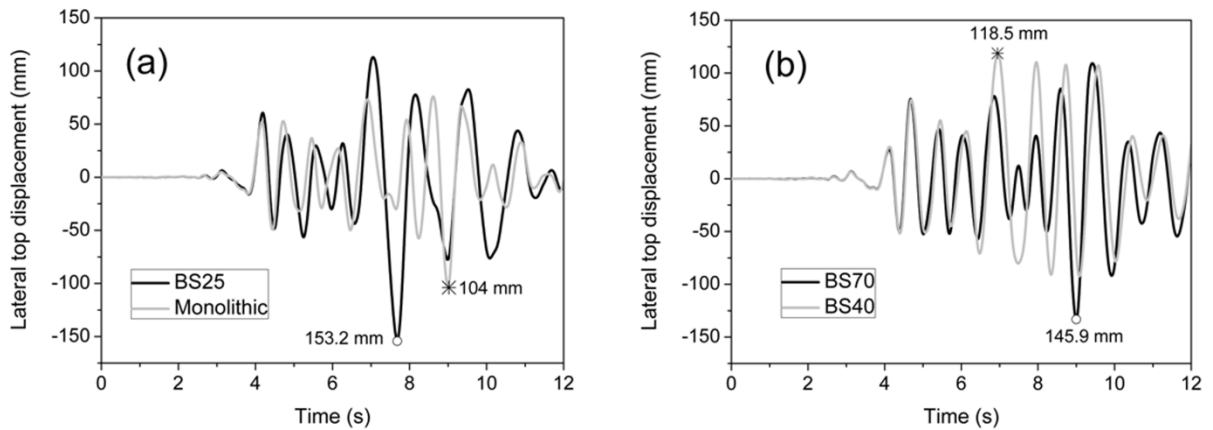 (a)
Lateral top displacement (mm)
150
100
50
0
-50
-100
-150
BS25
Monolithic
104 mm
153.2 mm
0 2 4 6 8 10 12
Time (s)
(b)
Lateral top displacement (mm)
150
100
50
0
-50
-100
-150
118.5 mm
BS70
BS40
145.9 mm
0 2 4 6 8 10 12
Time (s)